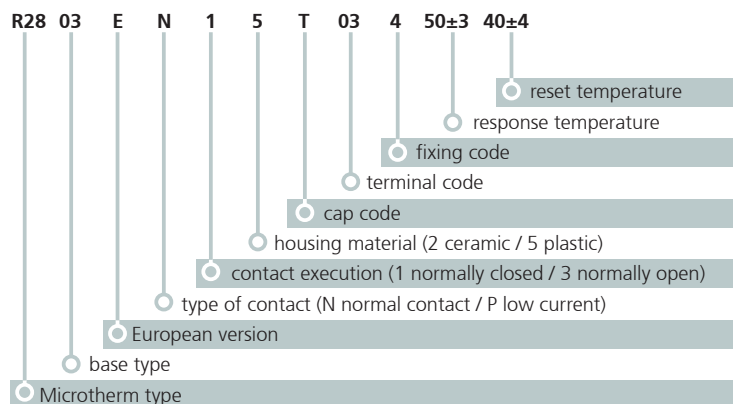 R28 03 E N 1 5 T 03 4 50±3 40±4
reset temperature
response temperature
fixing code
terminal code
cap code
housing material (2 ceramic / 5 plastic)
contact execution (1 normally closed / 3 normally open)
type of contact (N normal contact / P low current)
European version
base type
Microtherm type